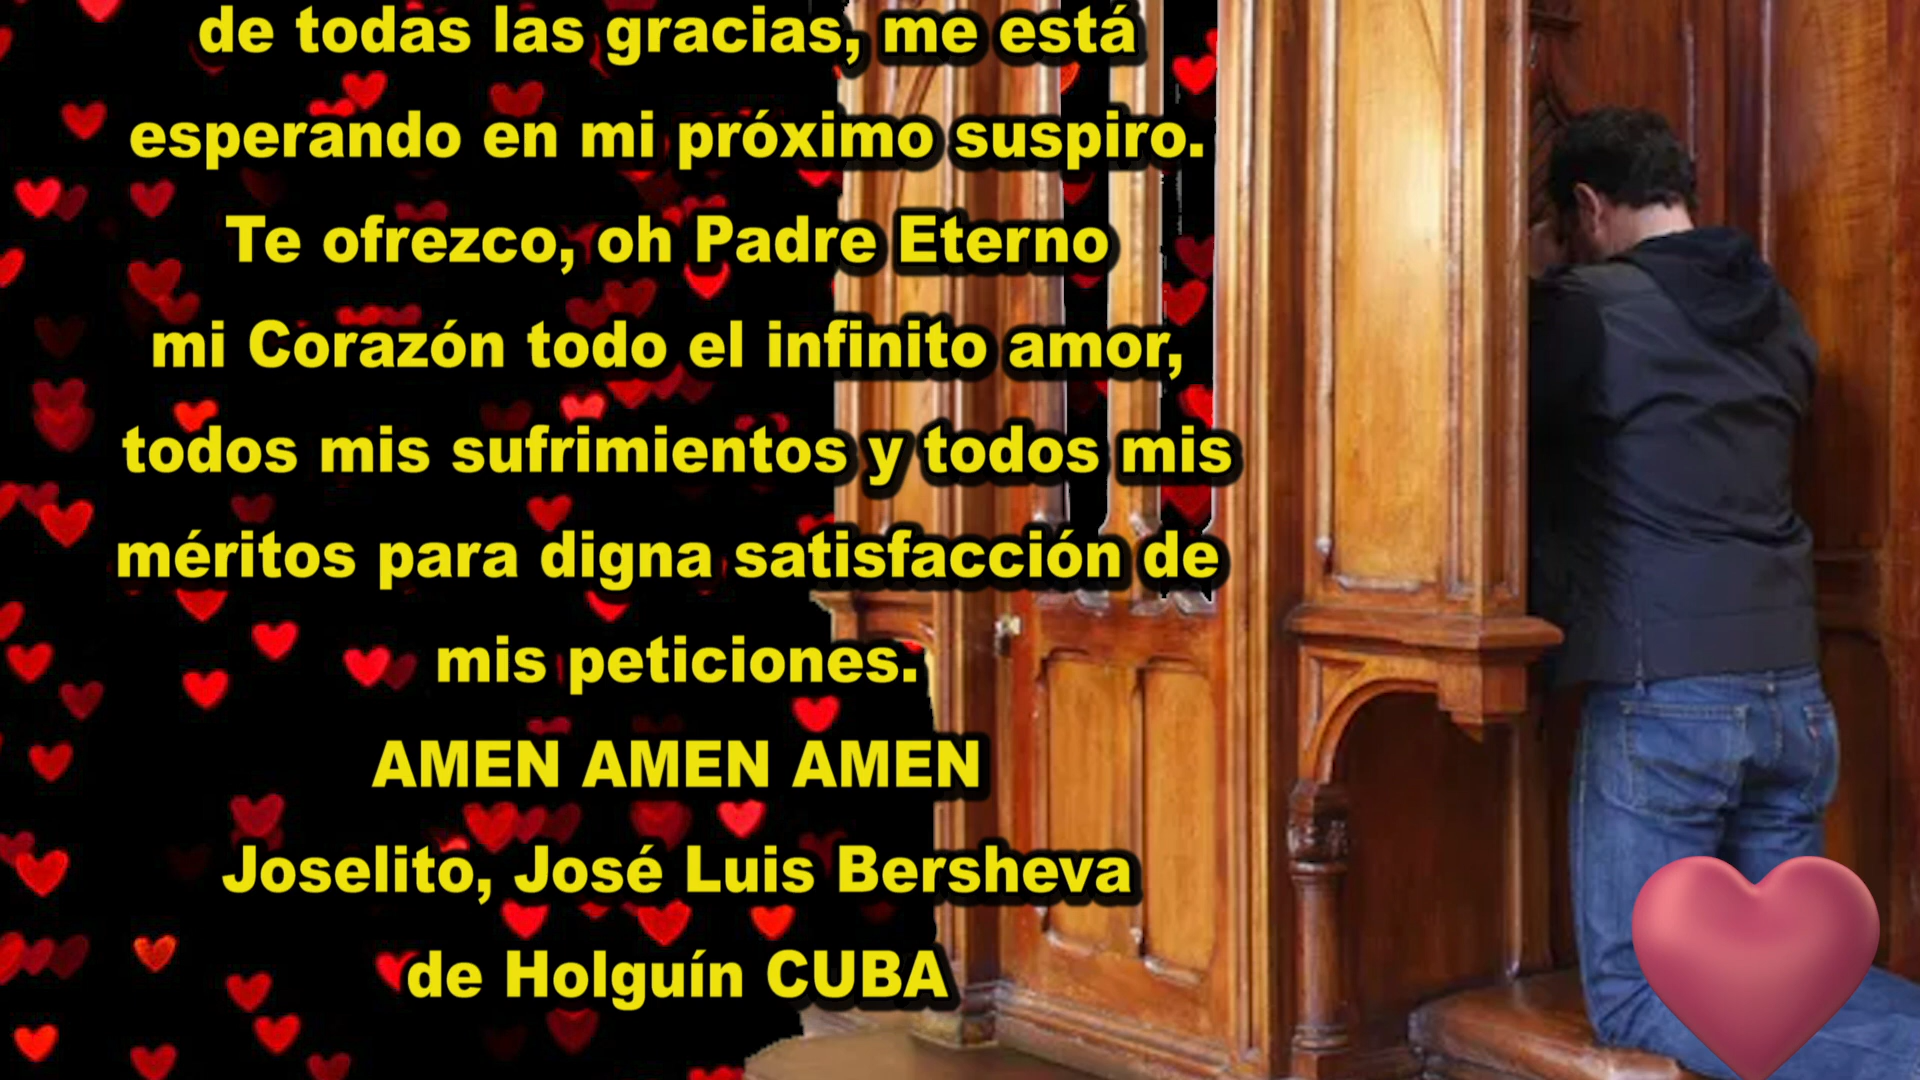 de todas las gracias, me está
esperando en mi próximo suspiro.
Te ofrezco, oh Padre Eterno
mi Corazón todo el infinito amor,
todos mis sufrimientos y todos mis
méritos para digna satisfacción de
mis peticiones.
AMEN AMEN AMEN
Joselito, José Luis Bersheva
de Holguín CUBA